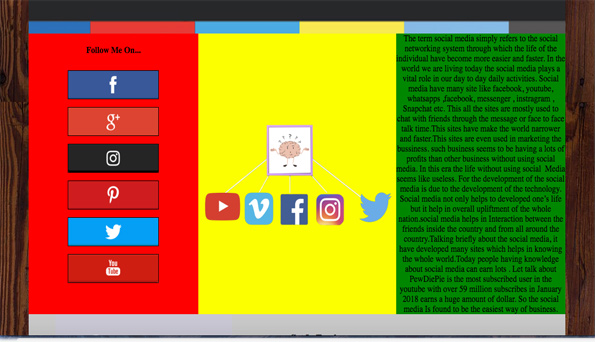 Follow Me On...
g+
You
Tube
The term social media simply refers to the social
networking system through which the life of the
individual have become more easier and faster. In the
world we are living today the social media plays a
vital role in our day to day daily activities. Social
media have many site like facebook, youtube,
whatsapps ,facebook, messenger , instragram ,
Snapchat etc. This all the sites are mostly used to
chat with friends through the message or face to face
talk time.This sites have make the world narrower
and faster.This sites are even used in marketing the
bussiness. such business seems to be having a lots of
profits than other business without using social
media. In this era the life without using social Media
seems like useless. For the development of the social
media is due to the development of the technology.
Social media not only helps to developed one's life
but it help in overall upliftment of the whole
nation.social media helps in Interaction between the
friends inside the country and from all around the
country.Talking briefly about the social media, it
have developed many sites which helps in knowing
the whole world.Today people having knowledge
about social media can earn lots . Let talk about
PewDiePie is the most subscribed user in the
youtube with over 59 million subscribes in January
2018 earns a huge amount of dollar. So the social
media Is found to be the easiest way of business.